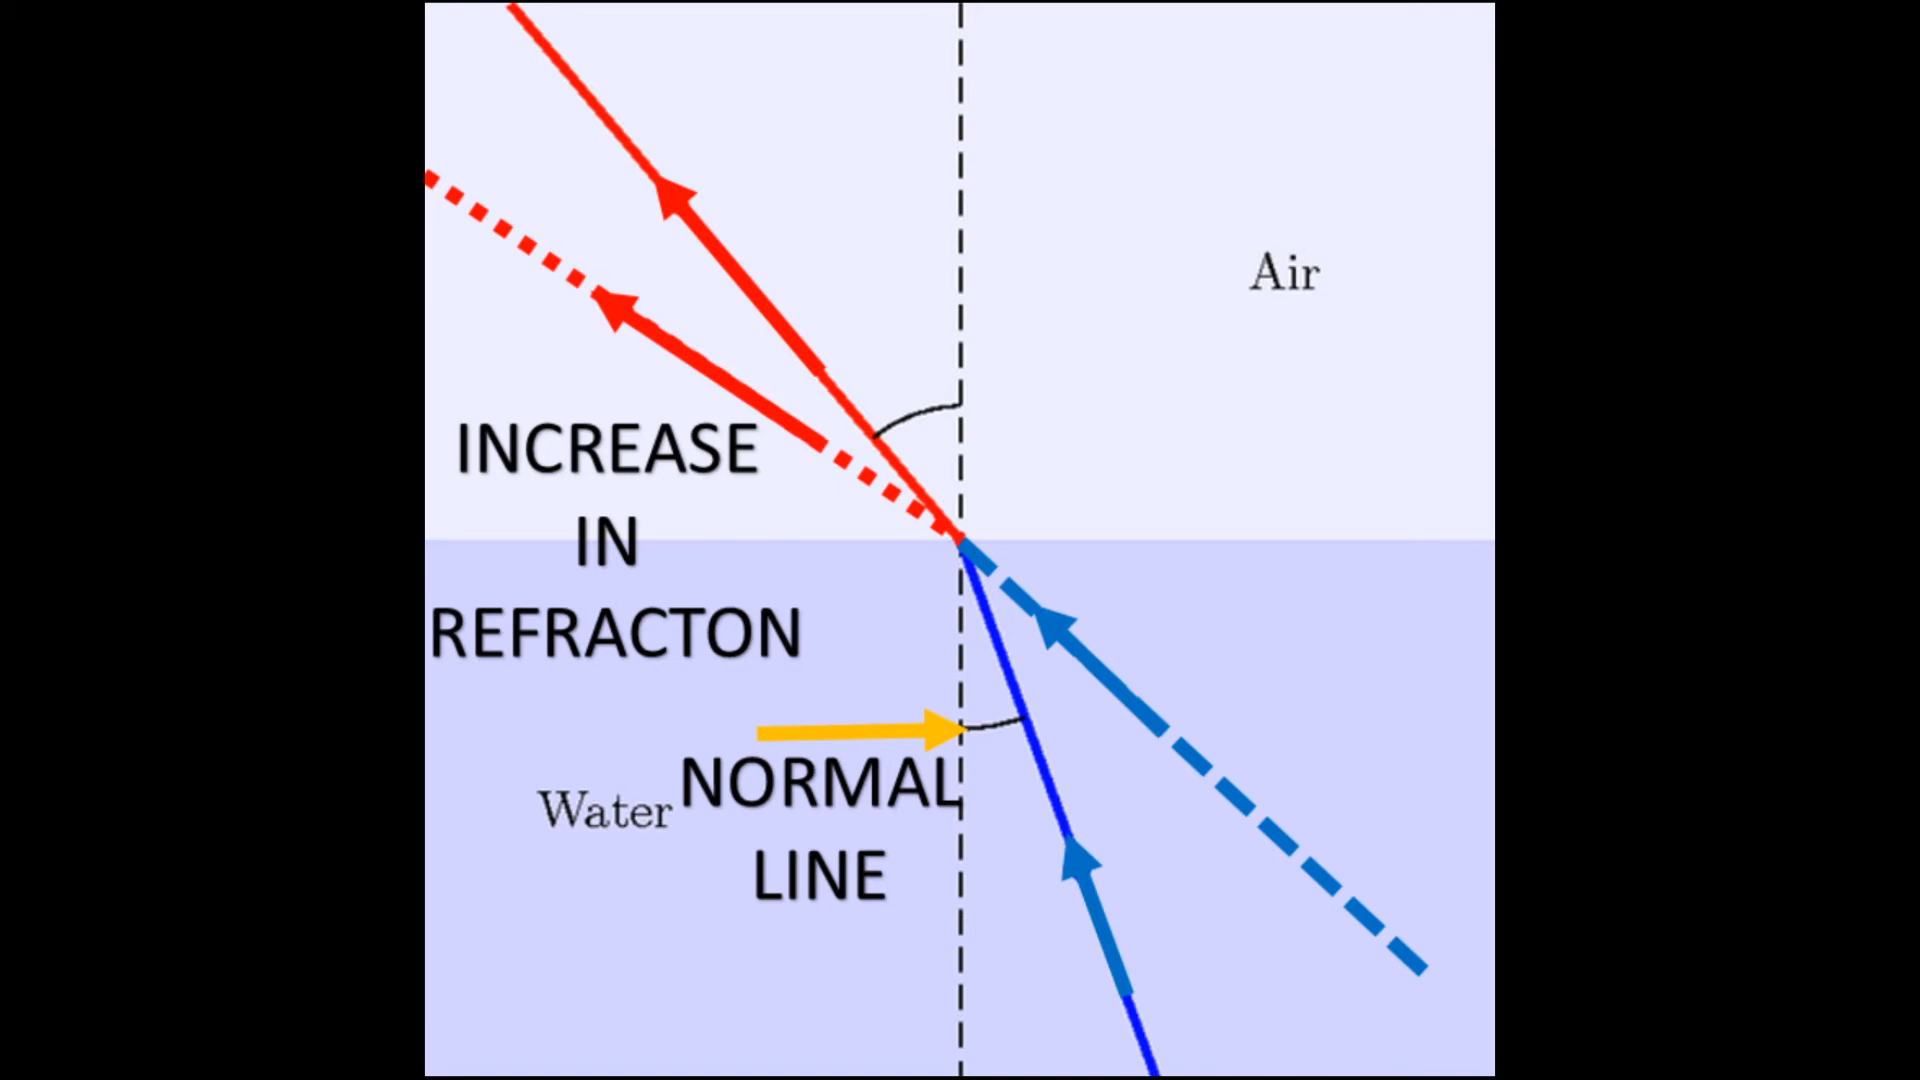 Air
INCREASE
IN
REFRACTON
NORMAL
Water
LINE